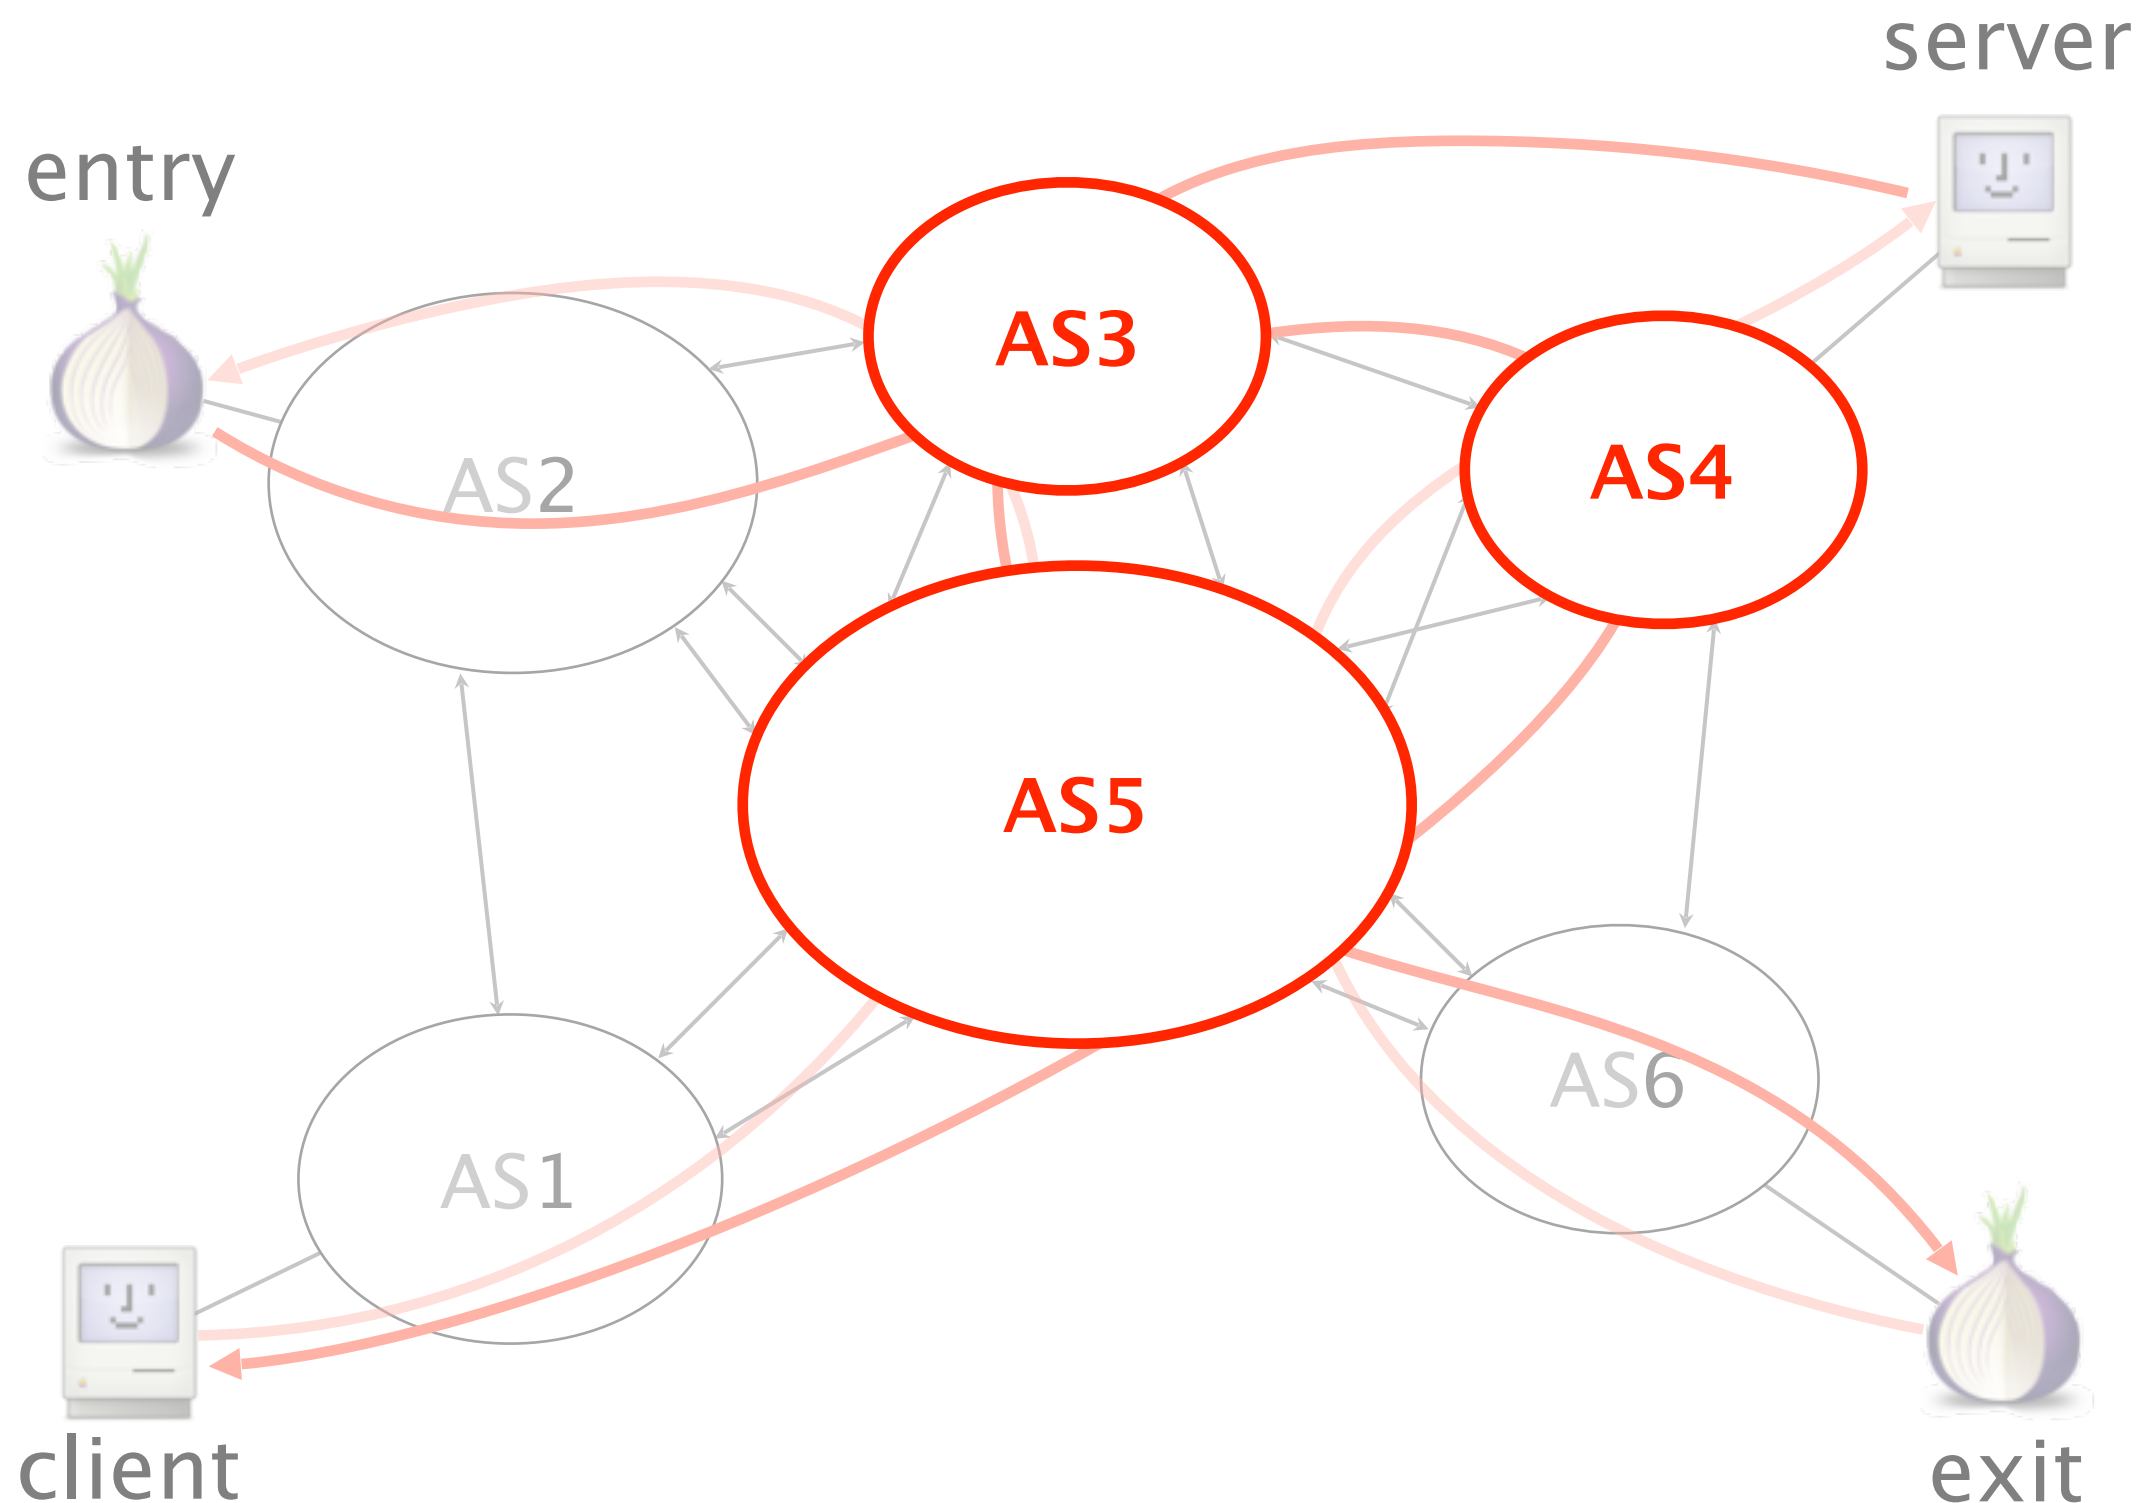 server
entry
AS3
AS4
AS2
AS5
AS6
AS1
client
exit